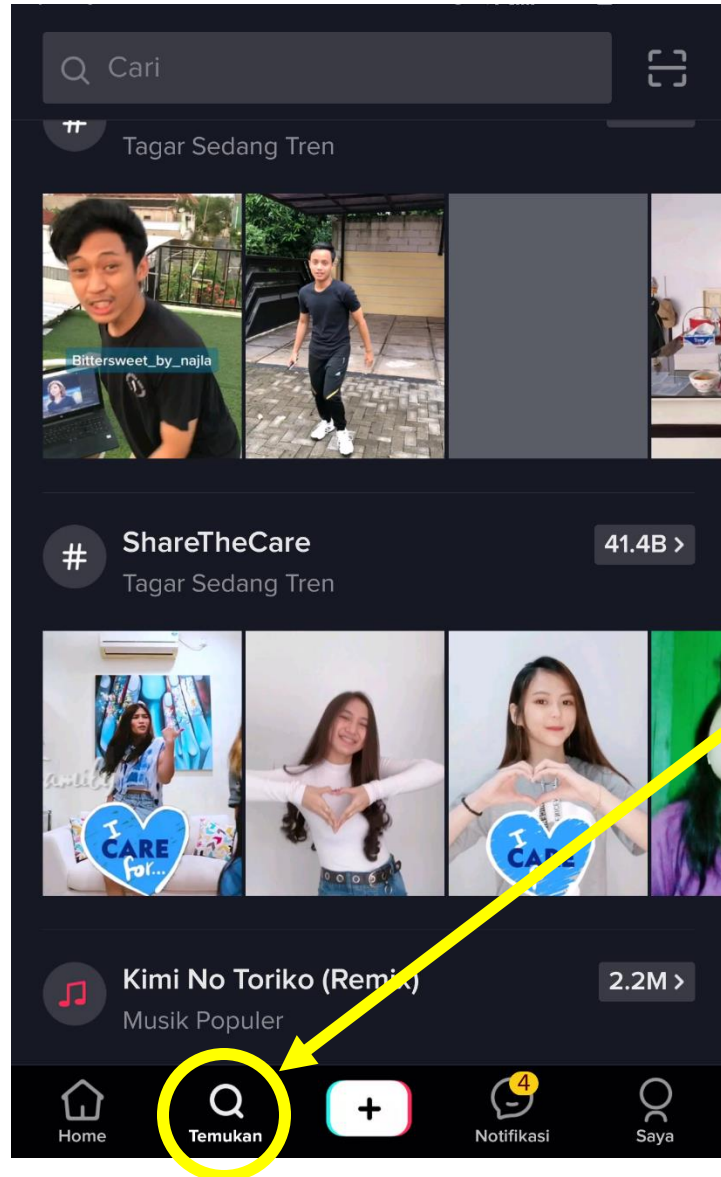 Cari
#
Tagar Sedang Tren
Bittersweet_by_najla
# ShareTheCare 41.4B >
Tagar Sedang Tren
family
I CARE for...
I CARE
Kimi No Toriko (Remix) 2.2M >
Musik Populer
4
Home Temukan + Notifikasi Saya